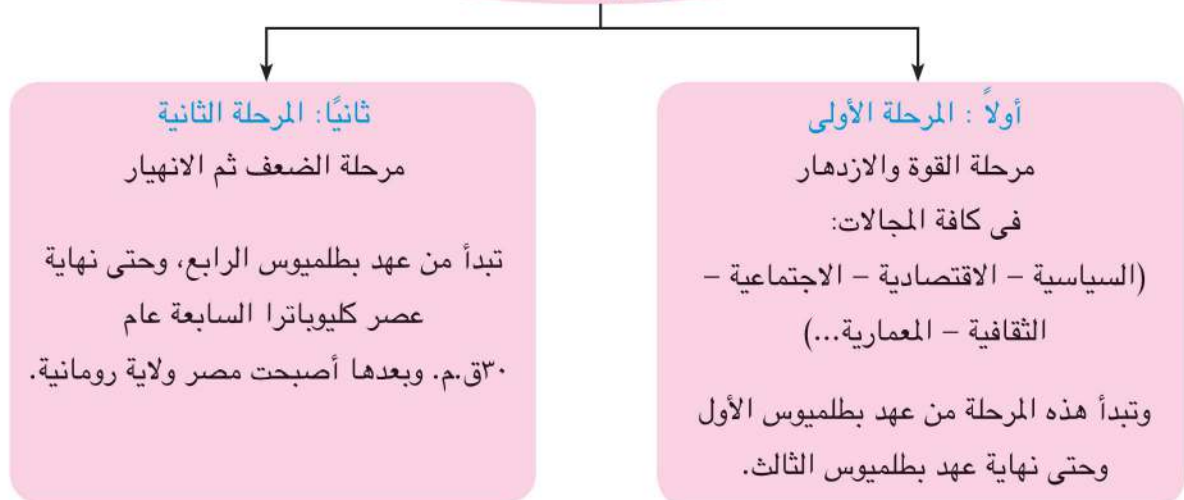 أولاً : المرحلة الأولى
مرحلة القوة والازدهار
فى كافة المجالات:
(السياسية – الاقتصادية – الاجتماعية –
الثقافية – المعمارية...)
وتبدأ هذه المرحلة من عهد بطلميوس الأول
وحتى نهاية عهد بطلميوس الثالث.
ثانيًا: المرحلة الثانية
مرحلة الضعف ثم الانهيار
تبدأ من عهد بطلميوس الرابع، وحتى نهاية
عصر كليوباترا السابعة عام
٣٠ق.م. وبعدها أصبحت مصر ولاية رومانية.